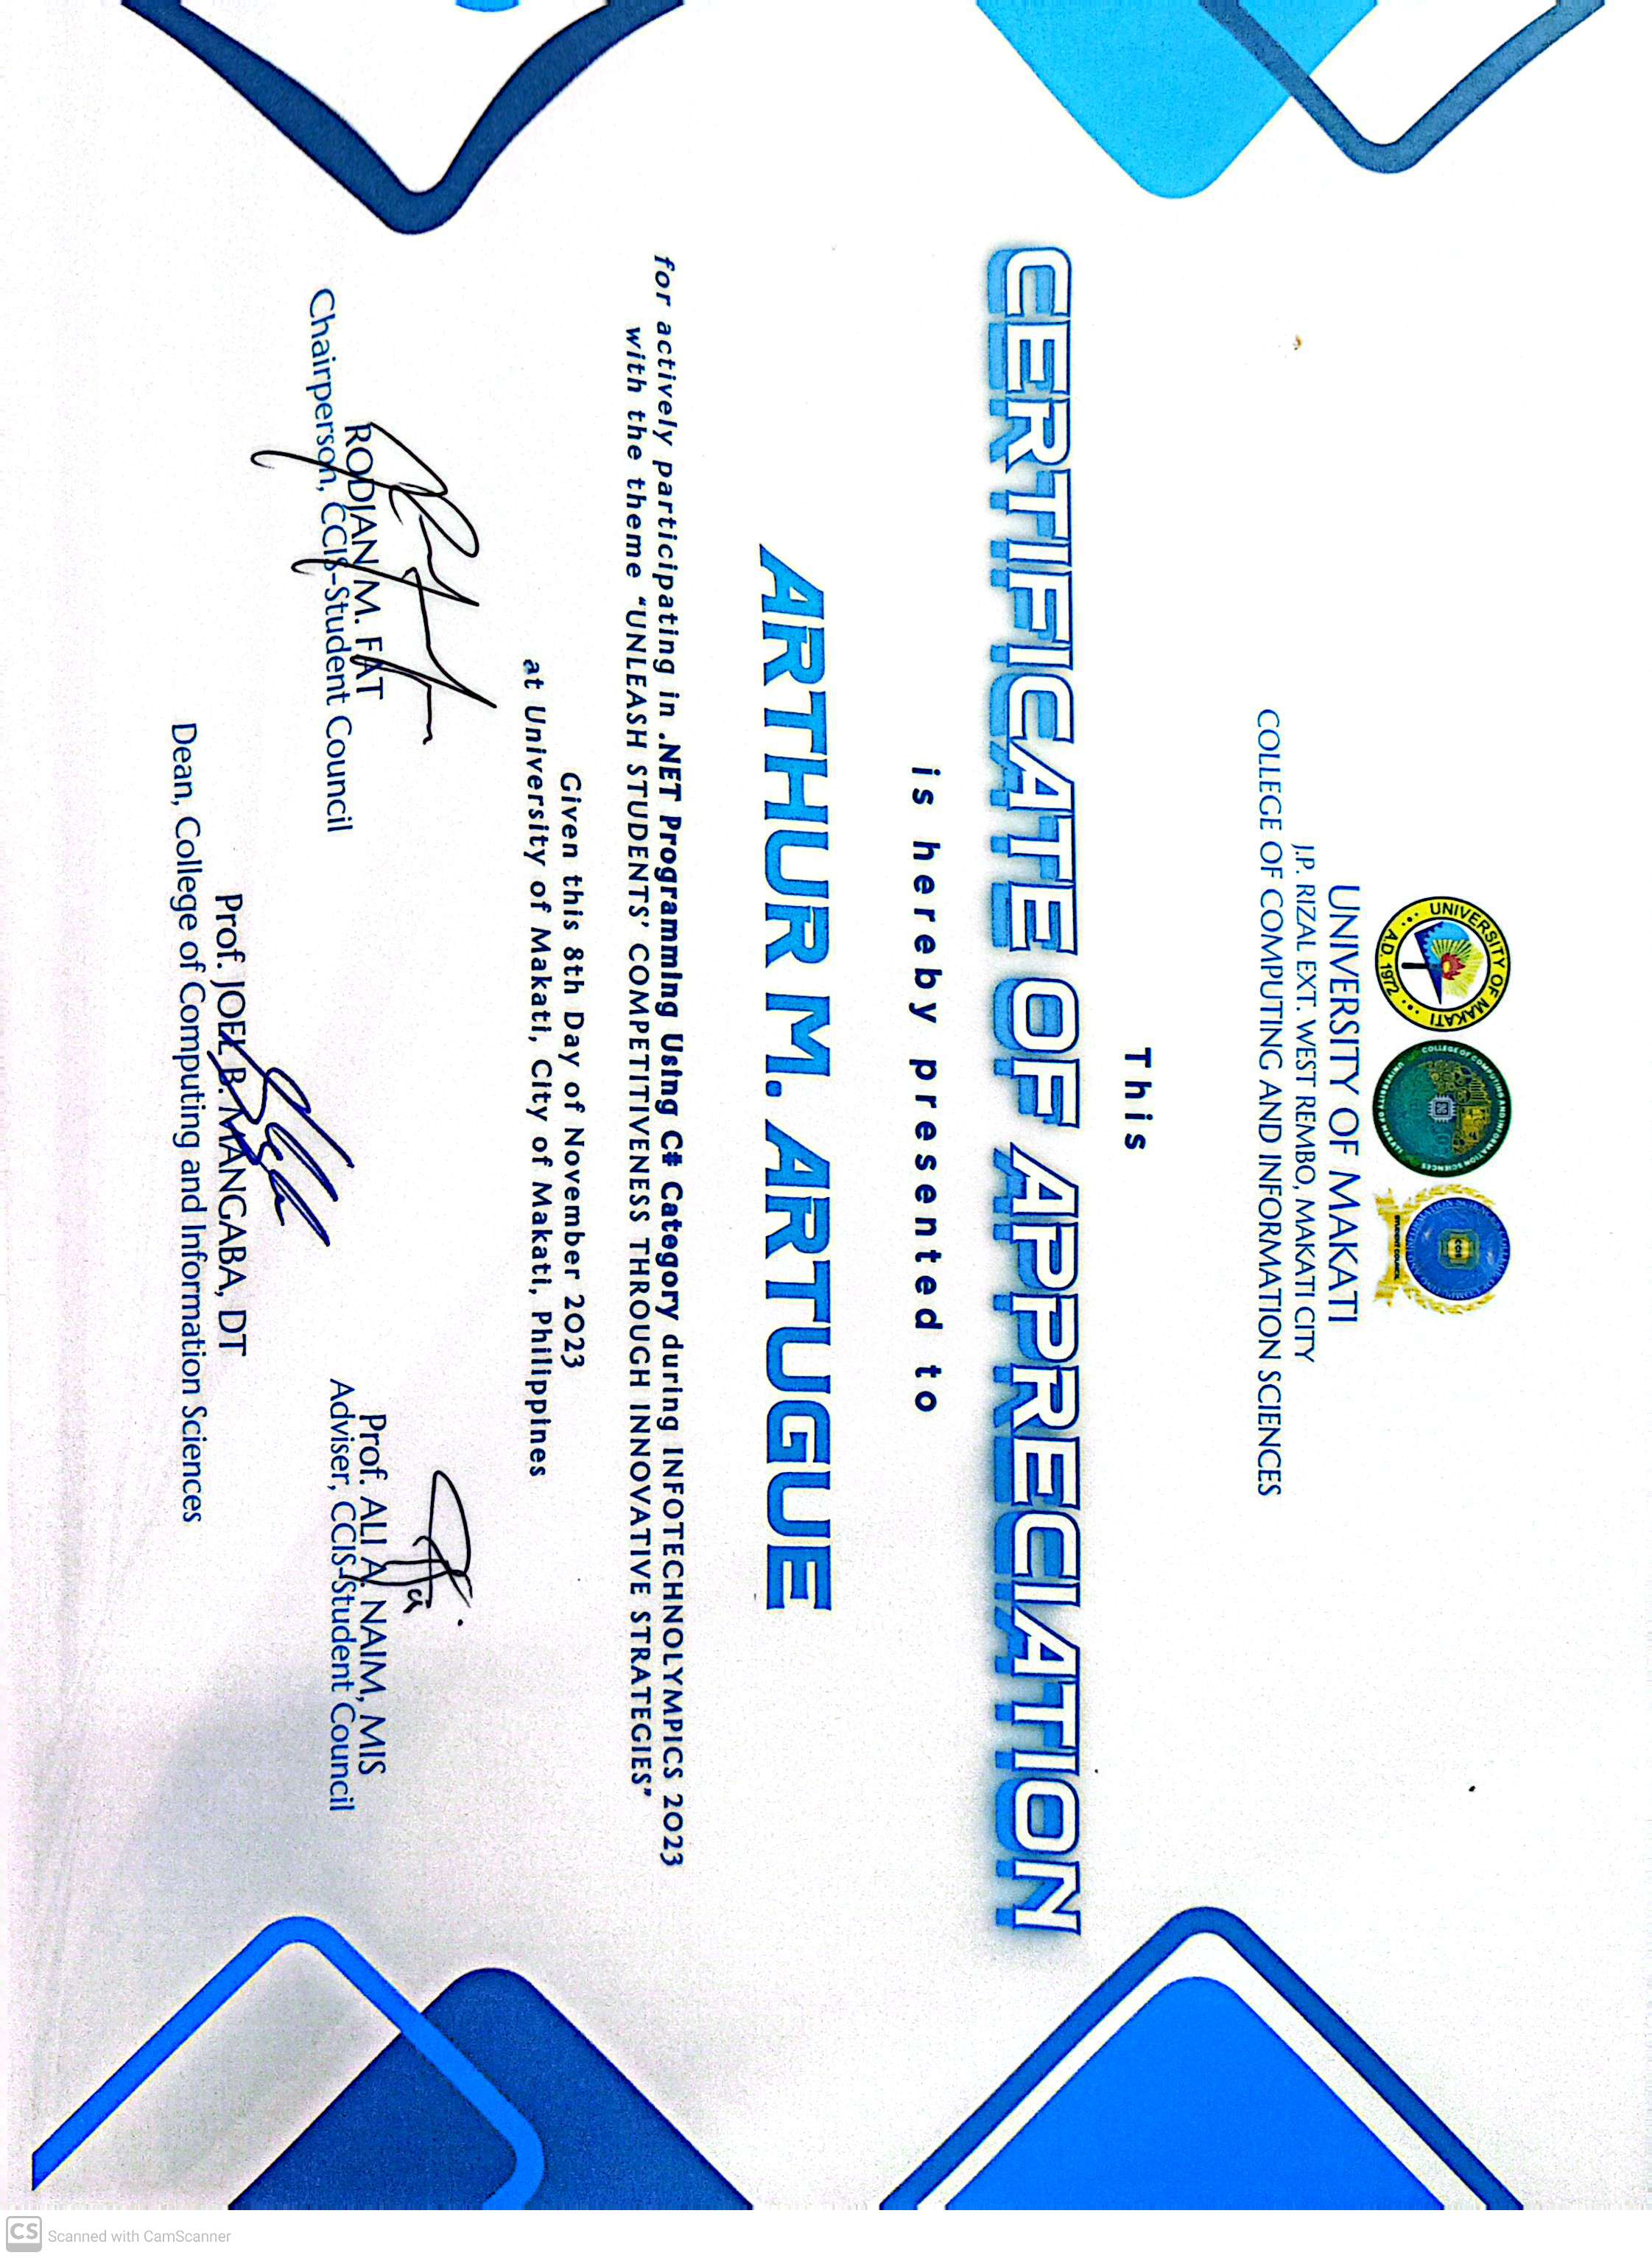 UNIVERSITY OF MAKATI
A.D. 1972
COLLEGE OF COMPUTING AND INFORMATION SCIENCES
UNIVERSITY OF MAKATI
CCIS
STUDENT COUNCIL
UNIVERSITY OF MAKATI
J.P. RIZAL EXT. WEST REMBO, MAKATI CITY
COLLEGE OF COMPUTING AND INFORMATION SCIENCES
This
CERTIFICATE OF APPRECIATION
is hereby presented to
ARTHUR M. ARTUGUE
for actively participating in .NET Programming Using C# Category during INFOTECHNOLYMPICS 2023
with the theme "UNLEASH STUDENTS' COMPETITIVENESS THROUGH INNOVATIVE STRATEGIES"
Given this 8th Day of November 2023
at University of Makati, City of Makati, Philippines
RODJAN M. FAT
Chairperson, CCIS-Student Council
Prof. ALI A. NAIM, MIS
Adviser, CCIS-Student Council
Prof. JOEL B. MANGABA, DT
Dean, College of Computing and Information Sciences
CS Scanned with CamScanner